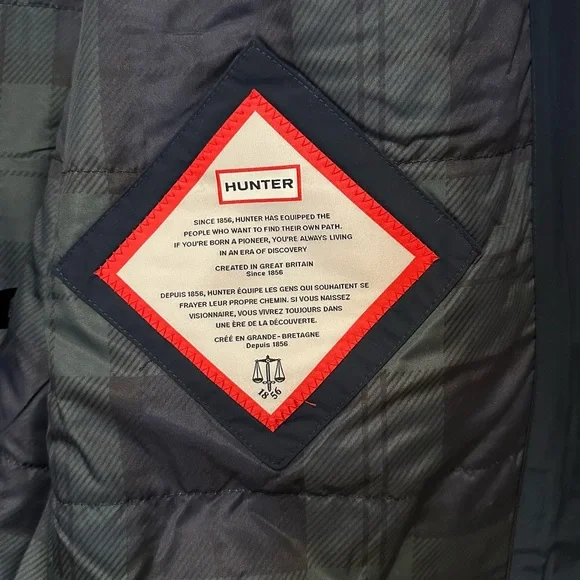 HUNTER
SINCE 1856, HUNTER HAS EQUIPPED THE
PEOPLE WHO WANT TO FIND THEIR OWN PATH.
IF YOU'RE BORN A PIONEER, YOU'RE ALWAYS LIVING
IN AN ERA OF DISCOVERY
CREATED IN GREAT BRITAIN
Since 1856
DEPUIS 1856, HUNTER ÉQUIPE LES GENS QUI SOUHAITENT SE
FRAYER LEUR PROPRE CHEMIN. SI VOUS NAISSEZ
VISIONNAIRE, VOUS VIVREZ TOUJOURS DANS
UNE ÈRE DE LA DÉCOUVERTE.
CRÉÉ EN GRANDE-BRETAGNE
Depuis 1856
1856